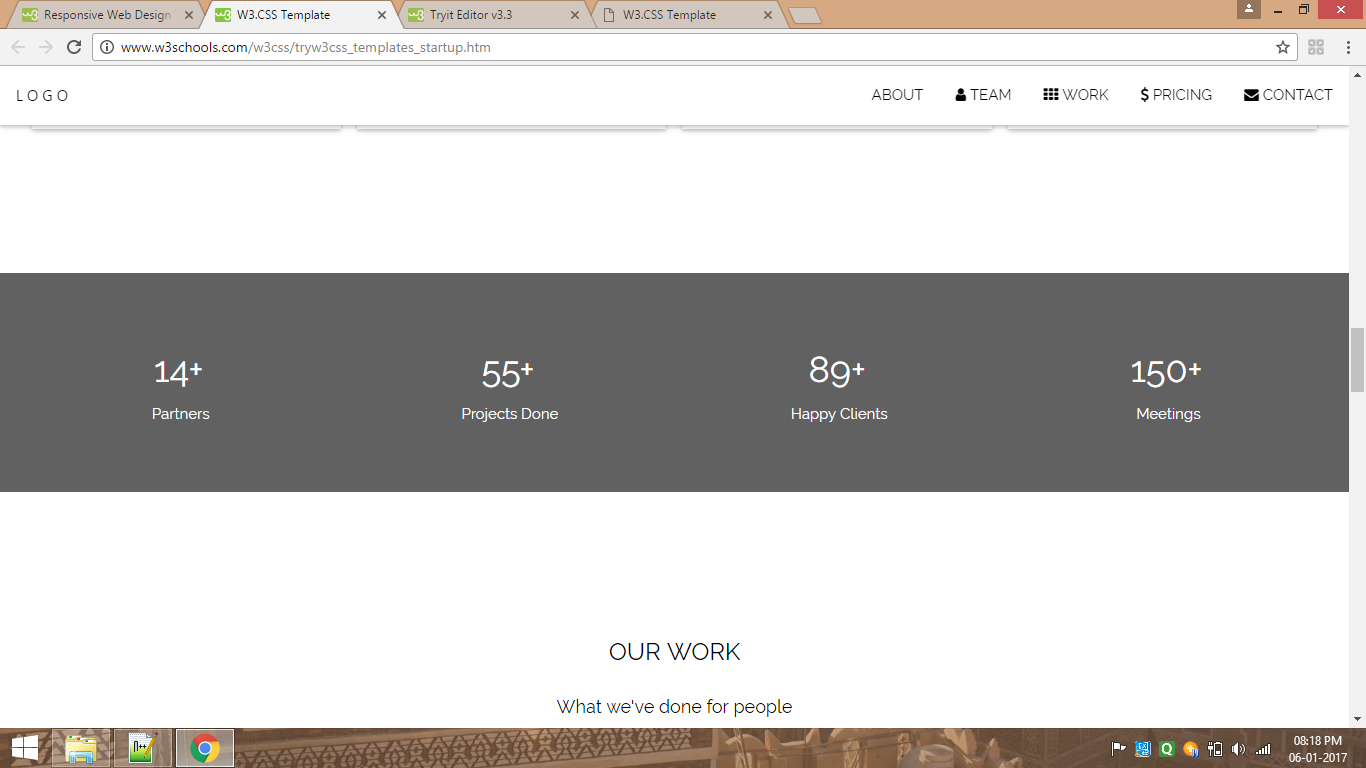 Responsive Web Design
W3.CSS Template
Tryit Editor v3.3
W3.CSS Template
www.w3schools.com/w3css/tryw3css_templates_startup.htm
LOGO
ABOUT
TEAM
WORK
$ PRICING
CONTACT
14+
55+
89+
150+
Partners
Projects Done
Happy Clients
Meetings
OUR WORK
What we've done for people
08:18 PM
06-01-2017